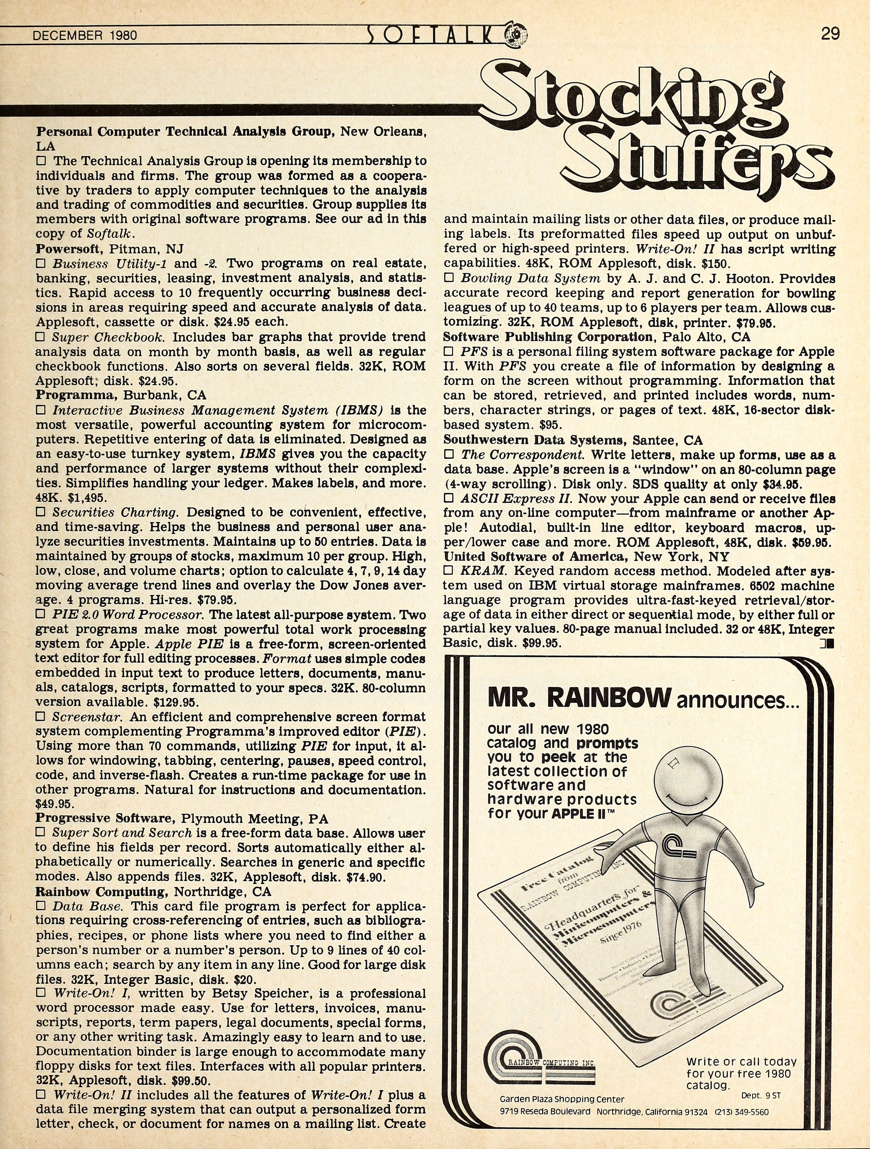 DECEMBER 1980
SOFTALK
29
Stocking
Stuffers
Personal Computer Technical Analysis Group, New Orleans,
LA
□ The Technical Analysis Group is opening its membership to
individuals and firms. The group was formed as a coopera-
tive by traders to apply computer techniques to the analysis
and trading of commodities and securities. Group supplies its
members with original software programs. See our ad in this
copy of Softalk.
Powersoft, Pitman, NJ
□ Business Utility-1 and -2. Two programs on real estate,
banking, securities, leasing, investment analysis, and statis-
tics. Rapid access to 10 frequently occurring business deci-
sions in areas requiring speed and accurate analysis of data.
Applesoft, cassette or disk. $24.95 each.
□ Super Checkbook. Includes bar graphs that provide trend
analysis data on month by month basis, as well as regular
checkbook functions. Also sorts on several fields. 32K, ROM
Applesoft; disk. $24.95.
Programma, Burbank, CA
□ Interactive Business Management System (IBMS) is the
most versatile, powerful accounting system for microcom-
puters. Repetitive entering of data is eliminated. Designed as
an easy-to-use turnkey system, IBMS gives you the capacity
and performance of larger systems without their complexi-
ties. Simplifies handling your ledger. Makes labels, and more.
48K. $1,495.
□ Securities Charting. Designed to be convenient, effective,
and time-saving. Helps the business and personal user ana-
lyze securities investments. Maintains up to 50 entries. Data is
maintained by groups of stocks, maximum 10 per group. High,
low, close, and volume charts; option to calculate 4, 7, 9, 14 day
moving average trend lines and overlay the Dow Jones aver-
age. 4 programs. Hi-res. $79.95.
□ PIE 2.0 Word Processor. The latest all-purpose system. Two
great programs make most powerful total work processing
system for Apple. Apple PIE is a free-form, screen-oriented
text editor for full editing processes. Format uses simple codes
embedded in input text to produce letters, documents, manu-
als, catalogs, scripts, formatted to your specs. 32K. 80-column
version available. $129.95.
□ Screenstar. An efficient and comprehensive screen format
system complementing Programma's improved editor (PIE).
Using more than 70 commands, utilizing PIE for input, it al-
lows for windowing, tabbing, centering, pauses, speed control,
code, and inverse-flash. Creates a run-time package for use in
other programs. Natural for instructions and documentation.
$49.95.
Progressive Software, Plymouth Meeting, PA
□ Super Sort and Search is a free-form data base. Allows user
to define his fields per record. Sorts automatically either al-
phabetically or numerically. Searches in generic and specific
modes. Also appends files. 32K, Applesoft, disk. $74.90.
Rainbow Computing, Northridge, CA
□ Data Base. This card file program is perfect for applica-
tions requiring cross-referencing of entries, such as bibliogra-
phies, recipes, or phone lists where you need to find either a
person's number or a number's person. Up to 9 lines of 40 col-
umns each; search by any item in any line. Good for large disk
files. 32K, Integer Basic, disk. $20.
□ Write-On! I, written by Betsy Speicher, is a professional
word processor made easy. Use for letters, invoices, manu-
scripts, reports, term papers, legal documents, special forms,
or any other writing task. Amazingly easy to learn and to use.
Documentation binder is large enough to accommodate many
floppy disks for text files. Interfaces with all popular printers.
32K, Applesoft, disk. $99.50.
□ Write-On! II includes all the features of Write-On! I plus a
data file merging system that can output a personalized form
letter, check, or document for names on a mailing list. Create
and maintain mailing lists or other data files, or produce mail-
ing labels. Its preformatted files speed up output on unbuf-
fered or high-speed printers. Write-On! II has script writing
capabilities. 48K, ROM Applesoft, disk. $150.
□ Bowling Data System by A. J. and C. J. Hooton. Provides
accurate record keeping and report generation for bowling
leagues of up to 40 teams, up to 6 players per team. Allows cus-
tomizing. 32K, ROM Applesoft, disk, printer. $79.95.
Software Publishing Corporation, Palo Alto, CA
□ PFS is a personal filing system software package for Apple
II. With PFS you create a file of information by designing a
form on the screen without programming. Information that
can be stored, retrieved, and printed includes words, num-
bers, character strings, or pages of text. 48K, 16-sector disk-
based system. $95.
Southwestern Data Systems, Santee, CA
□ The Correspondent. Write letters, make up forms, use as a
data base. Apple's screen is a "window" on an 80-column page
(4-way scrolling). Disk only. SDS quality at only $34.95.
□ ASCII Express II. Now your Apple can send or receive files
from any on-line computer—from mainframe or another Ap-
ple! Autodial, built-in line editor, keyboard macros, up-
per/lower case and more. ROM Applesoft, 48K, disk. $59.95.
United Software of America, New York, NY
□ KRAM. Keyed random access method. Modeled after sys-
tem used on IBM virtual storage mainframes. 6502 machine
language program provides ultra-fast-keyed retrieval/stor-
age of data in either direct or sequential mode, by either full or
partial key values. 80-page manual included. 32 or 48K, Integer
Basic, disk. $99.95.
MR. RAINBOW announces...
our all new 1980
catalog and prompts
you to peek at the
latest collection of
software and
hardware products
for your APPLE II™
Free Catalog
from
RAINBOW COMPUTING INC
"Headquarters for
Minicomputers &
Microcomputers
Since 1976
RAINBOW COMPUTING INC
Write or call today
for your free 1980
catalog.
Dept. 9 ST
Garden Plaza Shopping Center
9719 Reseda Boulevard Northridge, California 91324 (213) 349-5560